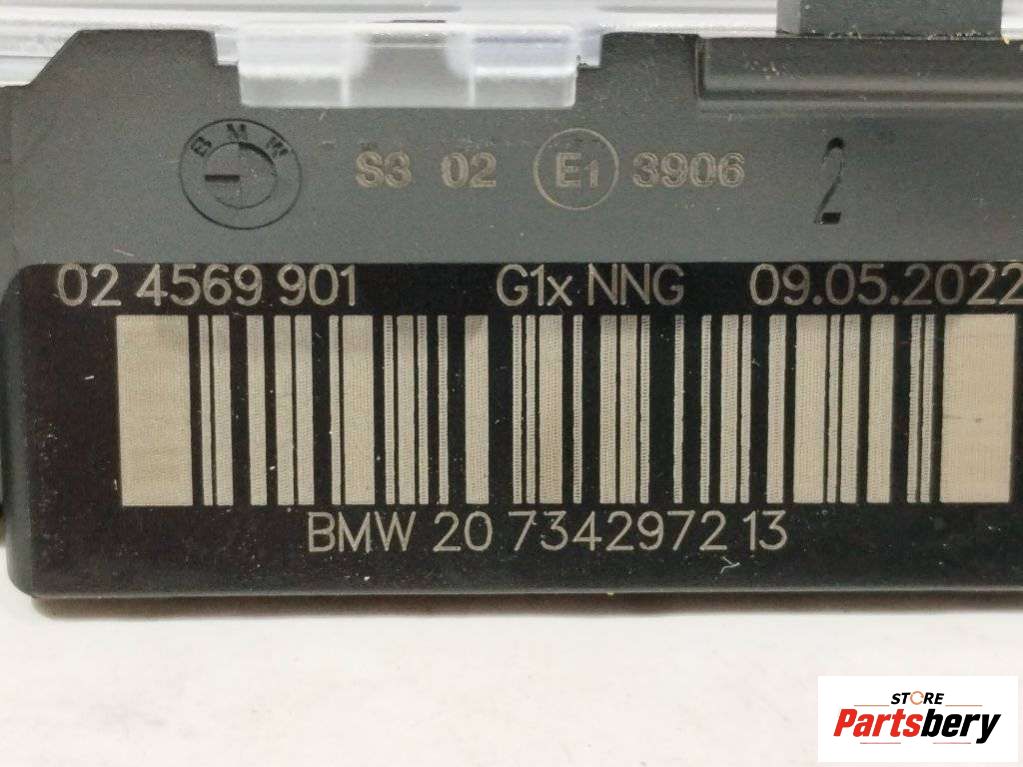 BMW S3 02 E1 3906 2
02 4569 901 G1x NNG 09.05.2022
BMW 20 7342972 13
STORE
Partsbery